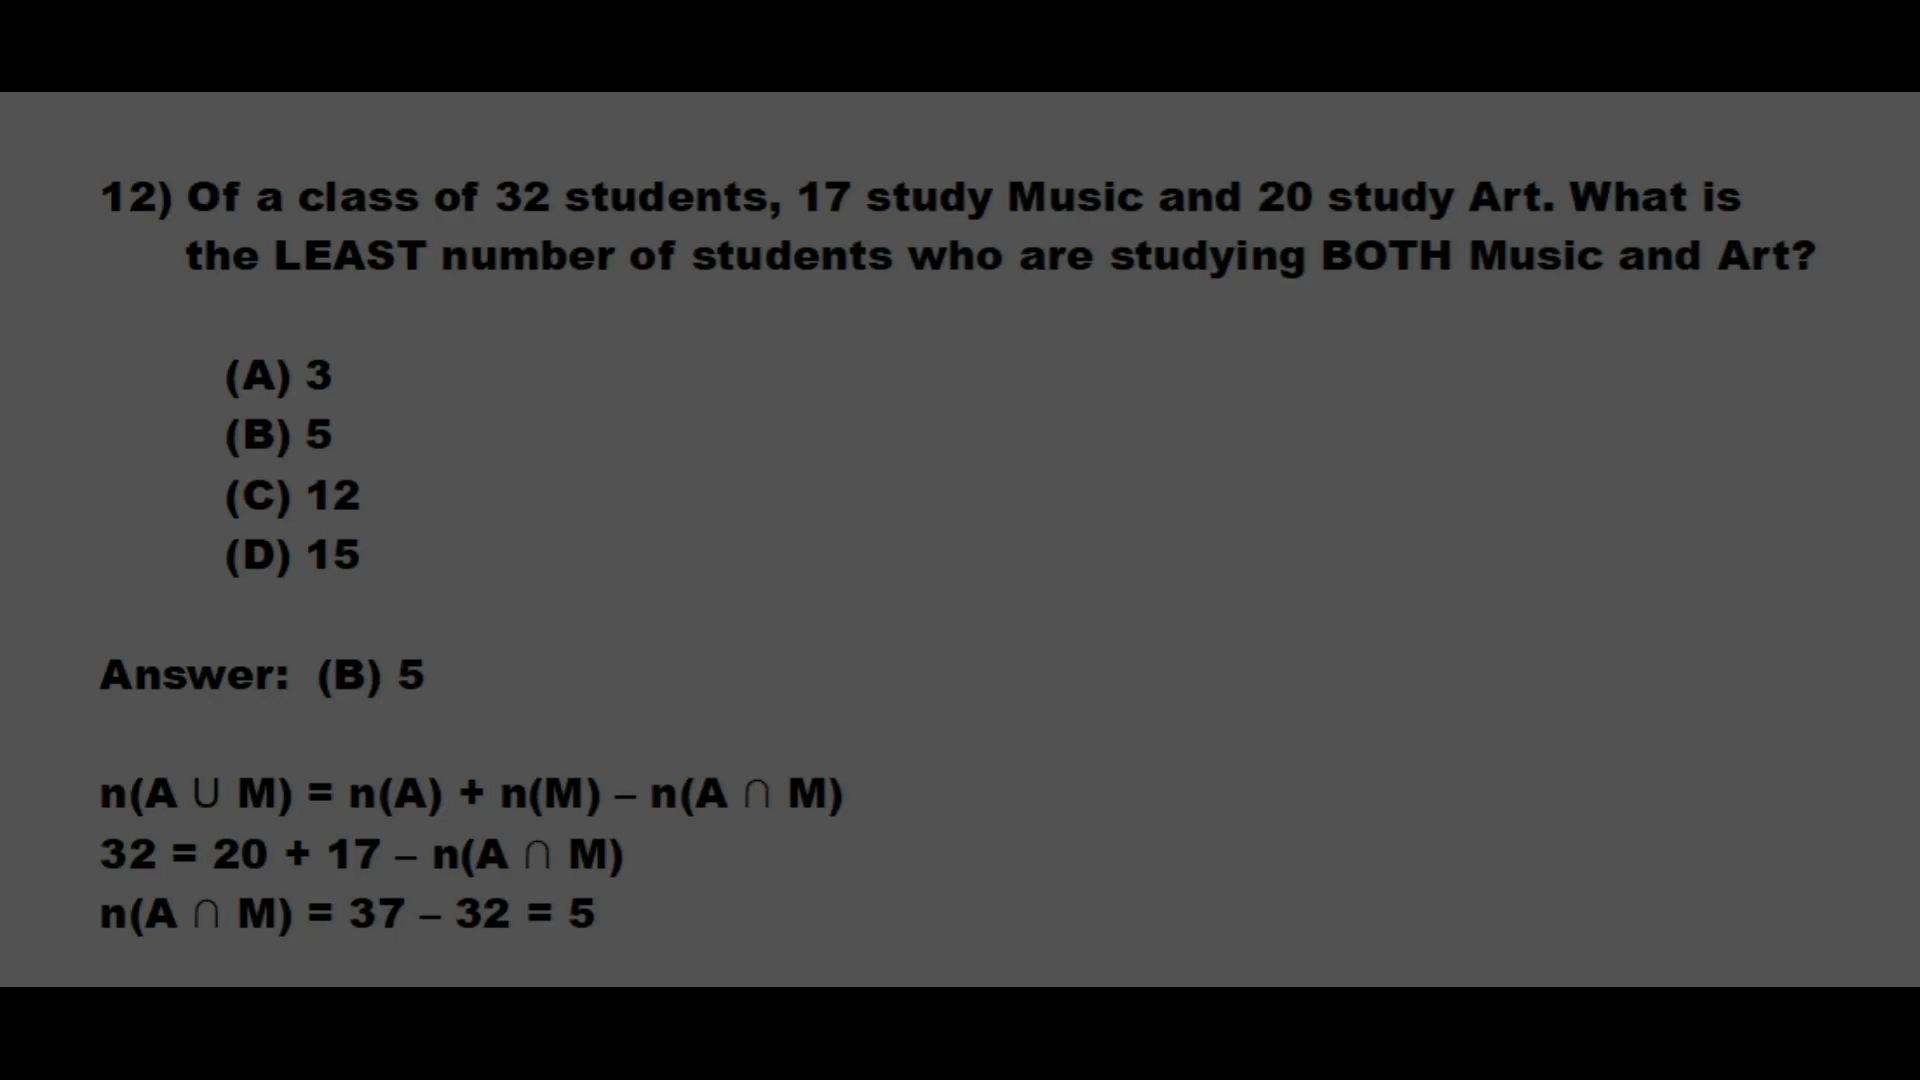 12) Of a class of 32 students, 17 study Music and 20 study Art. What is
the LEAST number of students who are studying BOTH Music and Art?
(A) 3
(B) 5
(C) 12
(D) 15
Answer: (B) 5
n(A ∪ M) = n(A) + n(M) – n(A ∩ M)
32 = 20 + 17 – n(A ∩ M)
n(A ∩ M) = 37 – 32 = 5